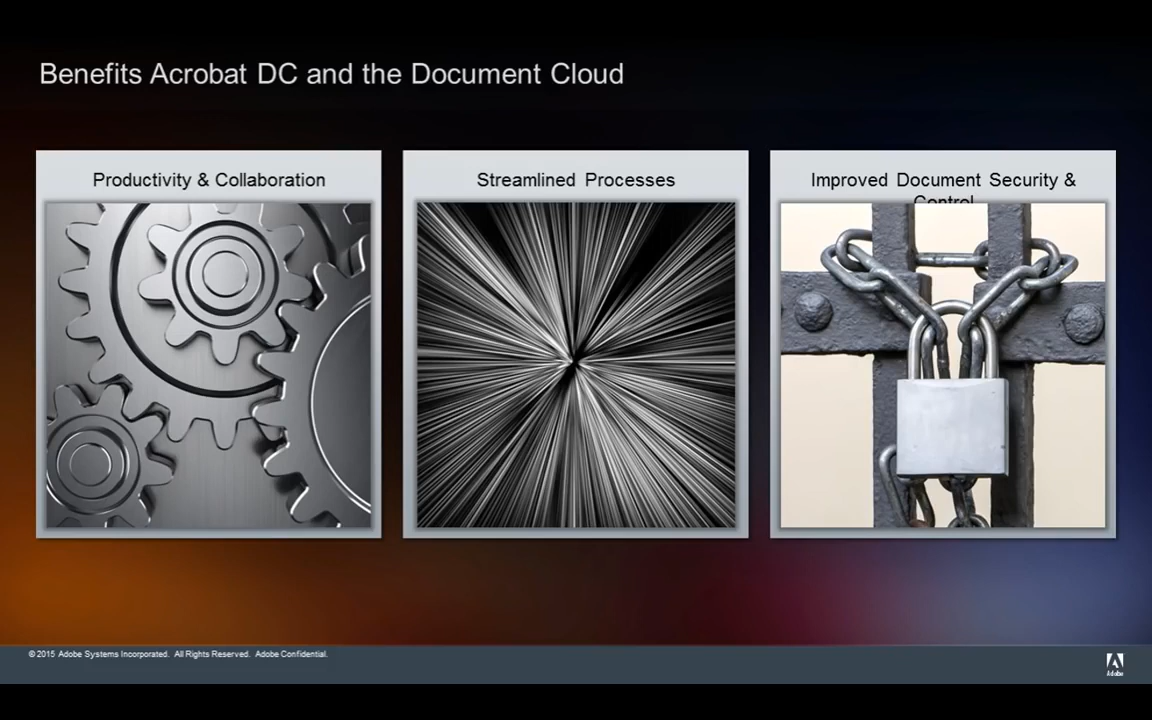 Benefits Acrobat DC and the Document Cloud
Productivity & Collaboration
Streamlined Processes
Improved Document Security &
Control
© 2015 Adobe Systems Incorporated. All Rights Reserved. Adobe Confidential.
Adobe